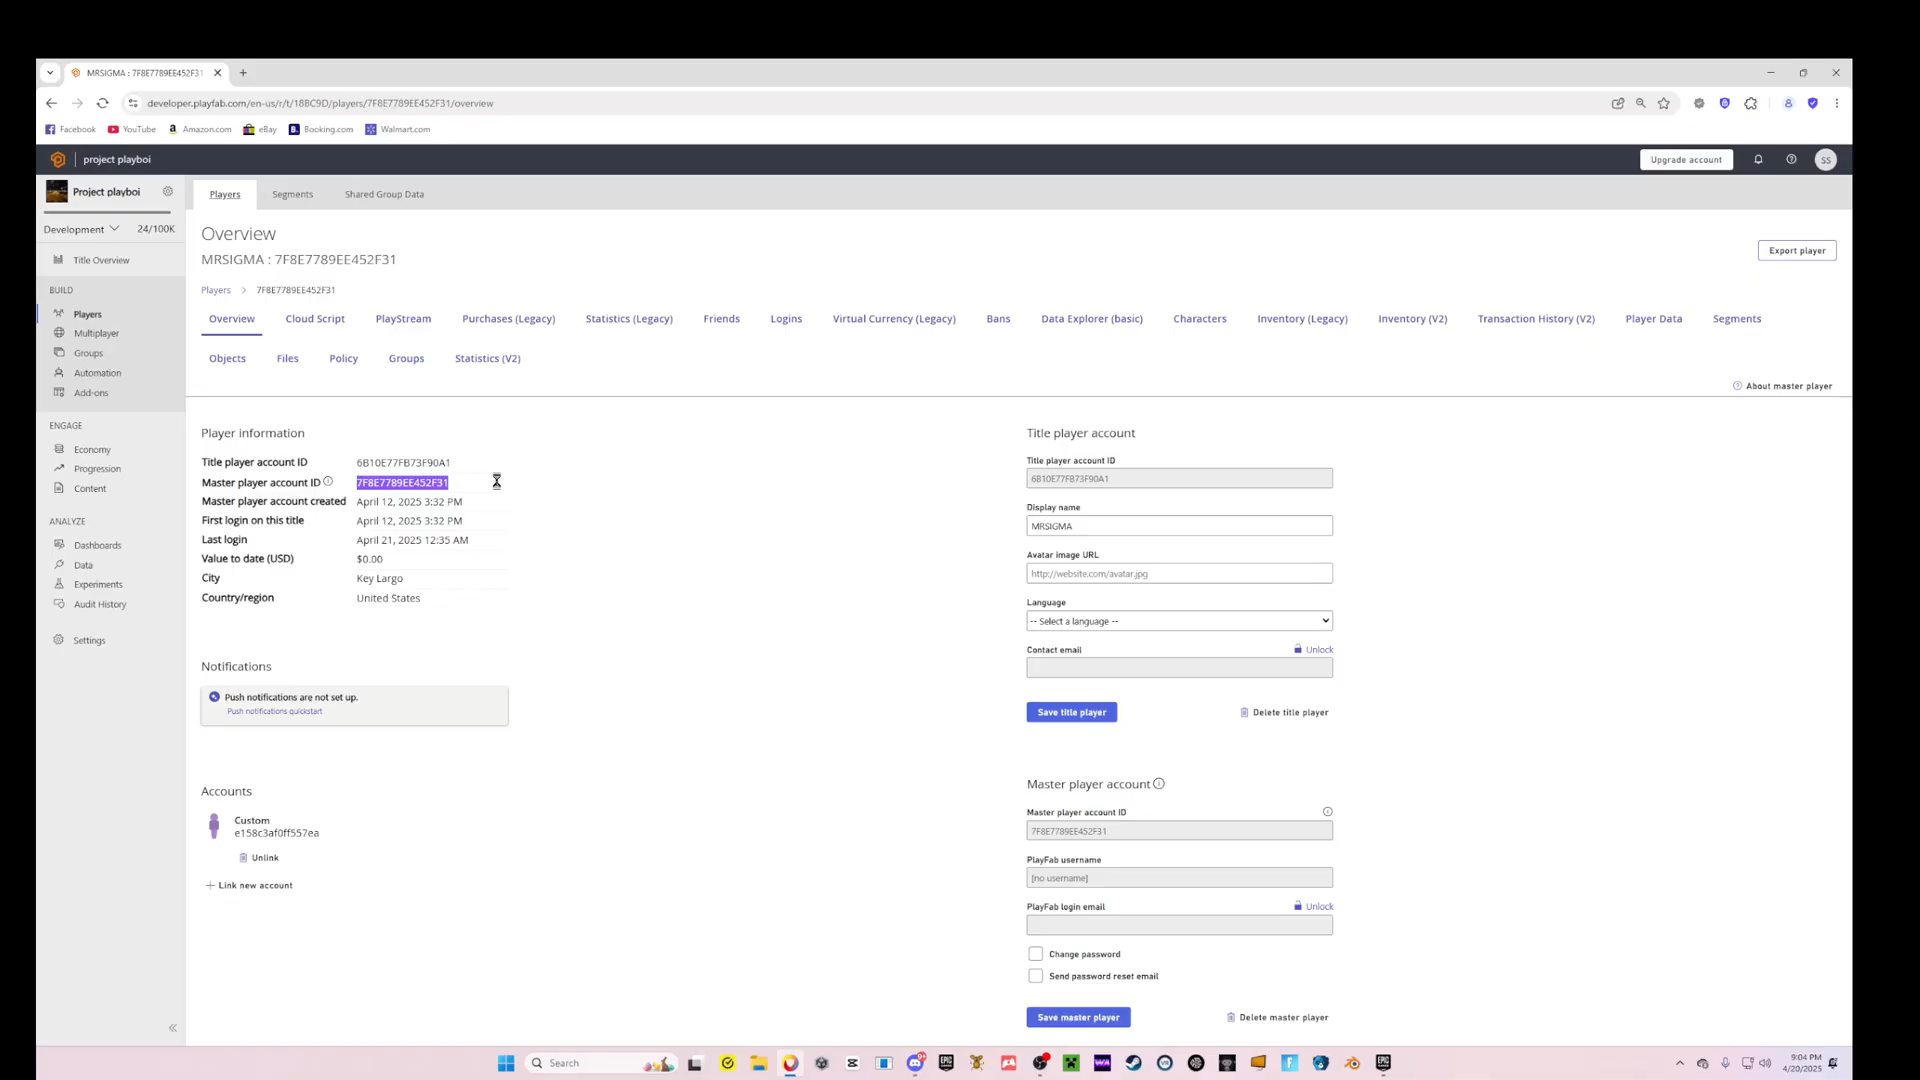 MRSIGMA : 7F8E7789EE452F31
developer.playfab.com/en-us/r/t/18BC9D/players/7F8E7789EE452F31/overview
Facebook YouTube Amazon.com eBay Booking.com Walmart.com
project playboi
Upgrade account
SS
Project playboi
Development 24/100K
Title Overview
BUILD
Players
Multiplayer
Groups
Automation
Add-ons
ENGAGE
Economy
Progression
Content
ANALYZE
Dashboards
Data
Experiments
Audit History
Settings
Players Segments Shared Group Data
Overview
MRSIGMA : 7F8E7789EE452F31
Export player
Players > 7F8E7789EE452F31
Overview Cloud Script PlayStream Purchases (Legacy) Statistics (Legacy) Friends Logins Virtual Currency (Legacy) Bans Data Explorer (basic) Characters Inventory (Legacy) Inventory (V2) Transaction History (V2) Player Data Segments
Objects Files Policy Groups Statistics (V2)
About master player
Player information
Title player account ID 6B10E77FB73F90A1
Master player account ID 7F8E7789EE452F31
Master player account created April 12, 2025 3:32 PM
First login on this title April 12, 2025 3:32 PM
Last login April 21, 2025 12:35 AM
Value to date (USD) $0.00
City Key Largo
Country/region United States
Notifications
Push notifications are not set up.
Push notifications quickstart
Accounts
Custom
e158c3af0ff557ea
Unlink
Link new account
Title player account
Title player account ID
6B10E77FB73F90A1
Display name
MRSIGMA
Avatar image URL
http://website.com/avatar.jpg
Language
-- Select a language --
Contact email Unlock
Save title player Delete title player
Master player account
Master player account ID
7F8E7789EE452F31
PlayFab username
[no username]
PlayFab login email Unlock
Change password
Send password reset email
Save master player Delete master player
Search
9:04 PM
4/20/2025